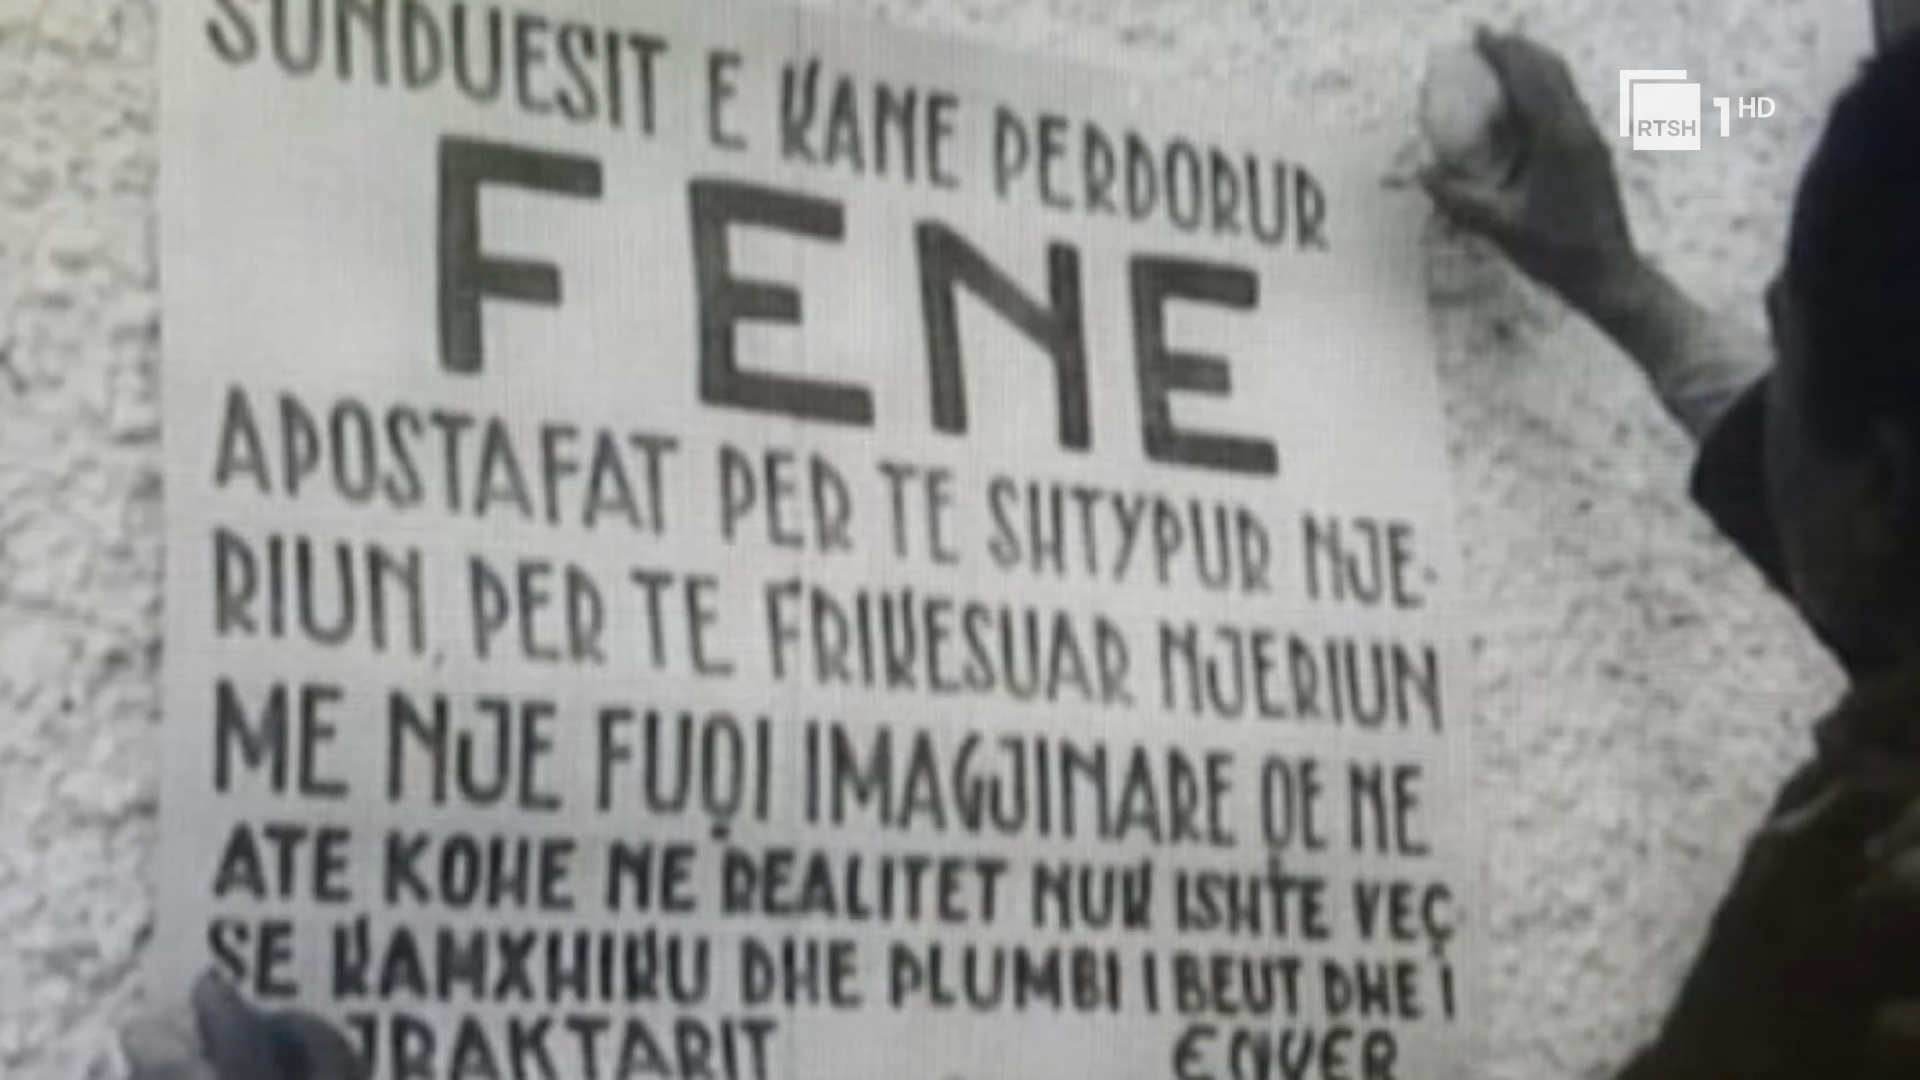 SUNDUESIT E KANE PERDORUR
FENE
APOSTAFAT PER TE SHTYPUR NJE-
RIUN, PER TE FRIKESUAR NJERIUN
ME NJE FUQI IMAGJINARE QE NE
ATE KOHE NE REALITET NUK ISHTE VEÇ
SE KAMXHIKU DHE PLUMBI I BEUT DHE I
JRAKTARIT
ENVER
RTSH 1 HD